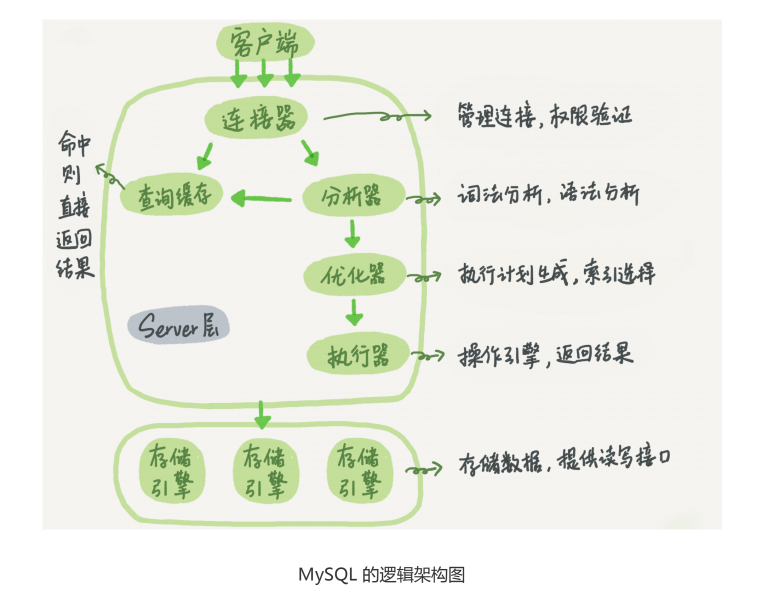 客户端
连接器
管理连接，权限验证
命中
则
直接
返回
结果
查询缓存
分析器
词法分析，语法分析
优化器
执行计划生成，索引选择
Server层
执行器
操作引擎，返回结果
存储
引擎
存储
引擎
存储
引擎
存储数据，提供读写接口
MySQL 的逻辑架构图